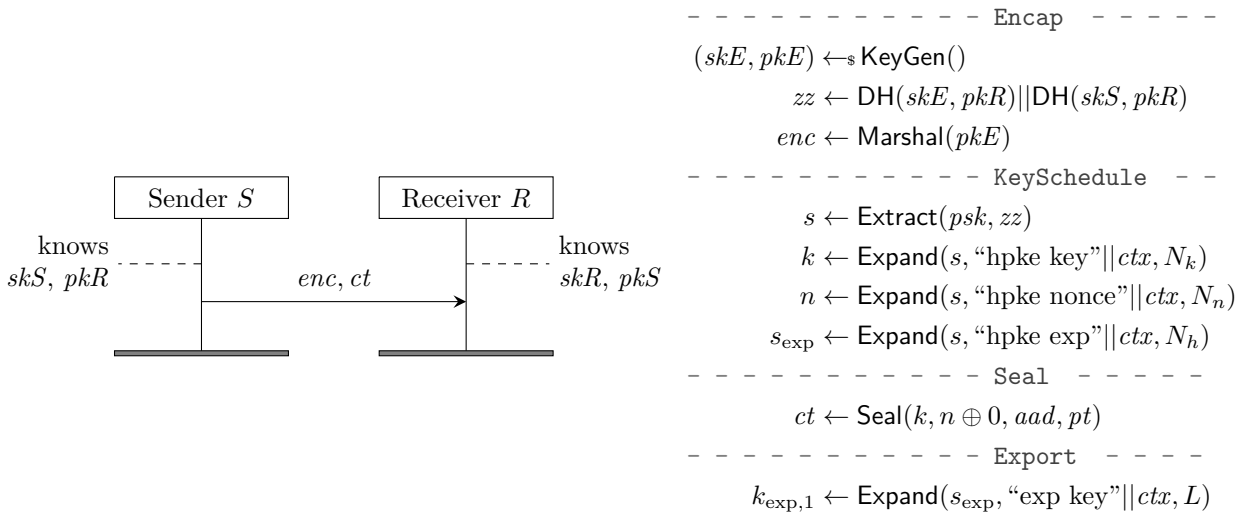 Sender S
Receiver R
knows
skS, pkR
knows
skR, pkS
enc, ct
Encap
(skE, pkE) ←$ KeyGen()
zz ← DH(skE, pkR)||DH(skS, pkR)
enc ← Marshal(pkE)
KeySchedule
s ← Extract(psk, zz)
k ← Expand(s, “hpke key”||ctx, N_k)
n ← Expand(s, “hpke nonce”||ctx, N_n)
s_exp ← Expand(s, “hpke exp”||ctx, N_h)
Seal
ct ← Seal(k, n ⊕ 0, aad, pt)
Export
k_exp,1 ← Expand(s_exp, “exp key”||ctx, L)